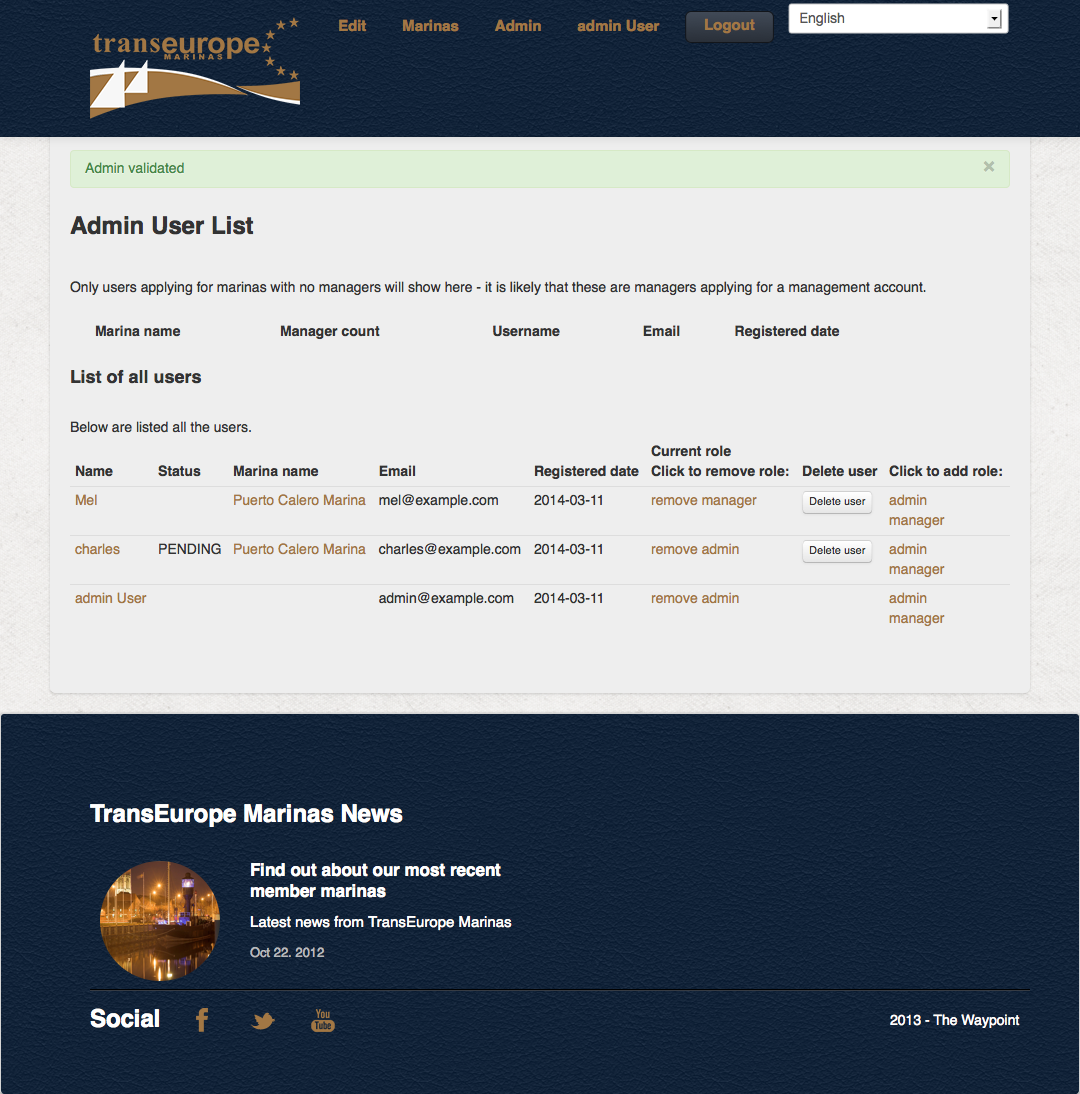 transeurope
MARINAS
Edit Marinas Admin admin User Logout English
Admin validated ×
Admin User List
Only users applying for marinas with no managers will show here - it is likely that these are managers applying for a management account.
Marina name Manager count Username Email Registered date
List of all users
Below are listed all the users.
Current role
Name Status Marina name Email Registered date Click to remove role: Delete user Click to add role:
Mel Puerto Calero Marina mel@example.com 2014-03-11 remove manager Delete user admin
manager
charles PENDING Puerto Calero Marina charles@example.com 2014-03-11 remove admin Delete user admin
manager
admin User admin@example.com 2014-03-11 remove admin admin
manager
TransEurope Marinas News
Find out about our most recent
member marinas
Latest news from TransEurope Marinas
Oct 22. 2012
Social You Tube 2013 - The Waypoint